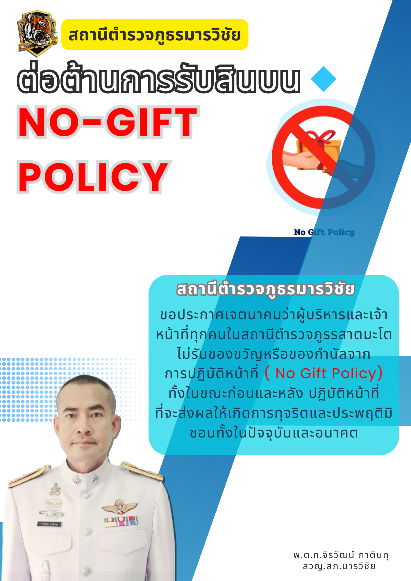 สถานีตำรวจภูธรมารวิชัย
ต่อต้านการรับสินบน
NO-GIFT
POLICY
No Gift Policy
สถานีตำรวจภูธรมารวิชัย
ขอประกาศเจตนาคมว่าผู้บริหารและเจ้า
หน้าที่ทุกคนในสถานีตำรวจภูธรรสาตมะโต
ไม่รับของขวัญหรือของกำนัลจาก
การปฏิบัติหน้าที่ ( No Gift Policy)
ทั้งในขณะก่อนและหลัง ปฏิบัติหน้าที่
ที่จะส่งผลให้เกิดการทุจริตและประพฤติมิ
ชอบทั้งในปัจจุบันและอนาคต
พ.ต.ท.จิรวัฒน์ กาตินทุ
สวญ.สภ.มารวิชัย